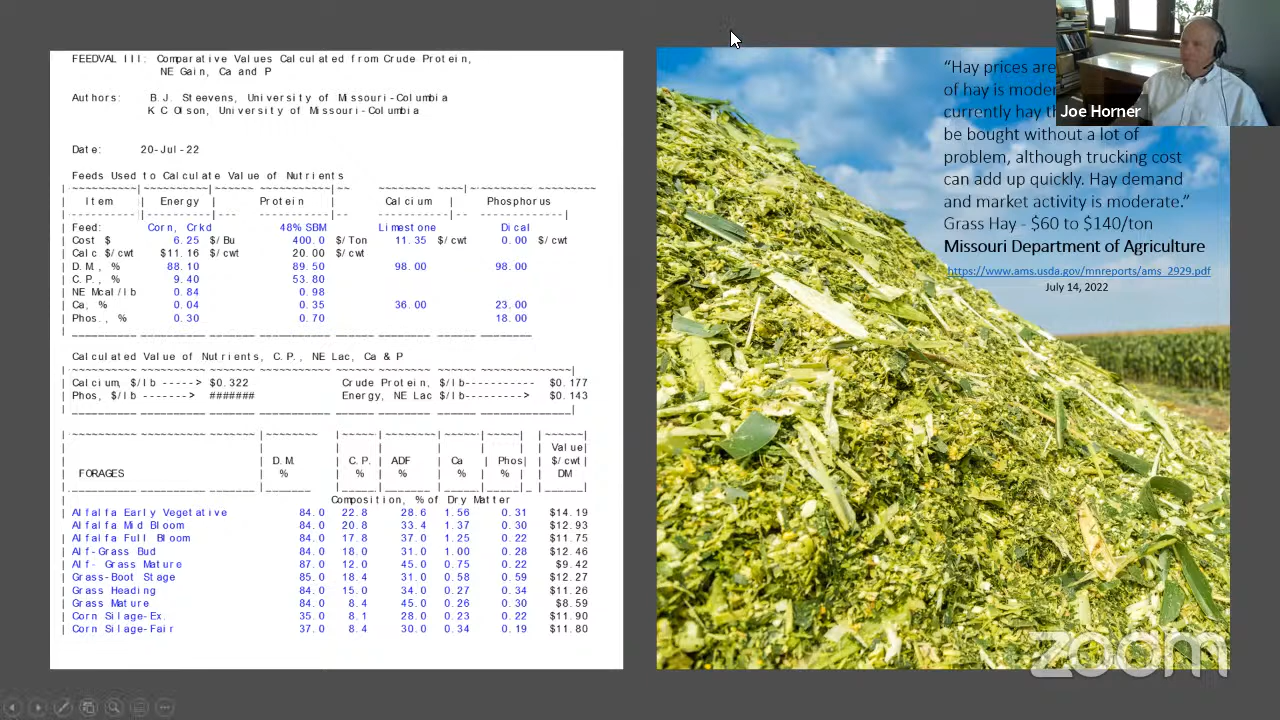 FEEDVAL III: Comparative Values Calculated from Crude Protein,
NE Gain, Ca and P
Authors: B.J. Steevens, University of Missouri-Columbia
K C Olson, University of Missouri-Columbia
Date: 20-Jul-22
Feeds Used to Calculate Value of Nutrients
Item Energy Protein Calcium Phosphorus
Feed: Corn, Crkd 48% SBM Limestone Dical
Cost $ 6.25 $/Bu 400.0 $/Ton 11.35 $/cwt 0.00 $/cwt
Calc $/cwt $11.16 $/cwt 20.00 $/cwt
D.M., % 88.10 89.50 98.00 98.00
C.P., % 9.40 53.80
NE Mcal/lb 0.84 0.98
Ca, % 0.04 0.35 36.00 23.00
Phos., % 0.30 0.70 18.00
Calculated Value of Nutrients, C.P., NE Lac, Ca & P
Calcium, $/lb -----> $0.322 Crude Protein, $/lb---------- $0.177
Phos, $/lb -------> ####### Energy, NE Lac $/lb---------> $0.143
Value
D.M. C.P. ADF Ca Phos $/cwt
FORAGES % % % % % DM
Composition, % of Dry Matter
Alfalfa Early Vegetative 84.0 22.8 28.6 1.56 0.31 $14.19
Alfalfa Mid Bloom 84.0 20.8 33.4 1.37 0.30 $12.93
Alfalfa Full Bloom 84.0 17.8 37.0 1.25 0.22 $11.75
Alf-Grass Bud 84.0 18.0 31.0 1.00 0.28 $12.46
Alf- Grass Mature 87.0 12.0 45.0 0.75 0.22 $9.42
Grass-Boot Stage 85.0 18.4 31.0 0.58 0.59 $12.27
Grass Heading 84.0 15.0 34.0 0.27 0.34 $11.26
Grass Mature 84.0 8.4 45.0 0.26 0.30 $8.59
Corn Silage-Ex. 35.0 8.1 28.0 0.23 0.22 $11.90
Corn Silage-Fair 37.0 8.4 30.0 0.34 0.19 $11.80
“Hay prices are
of hay is moder
currently hay th
be bought without a lot of
problem, although trucking cost
can add up quickly. Hay demand
and market activity is moderate.”
Grass Hay - $60 to $140/ton
Missouri Department of Agriculture
https://www.ams.usda.gov/mnreports/ams_2929.pdf
July 14, 2022
Joe Horner
zoom